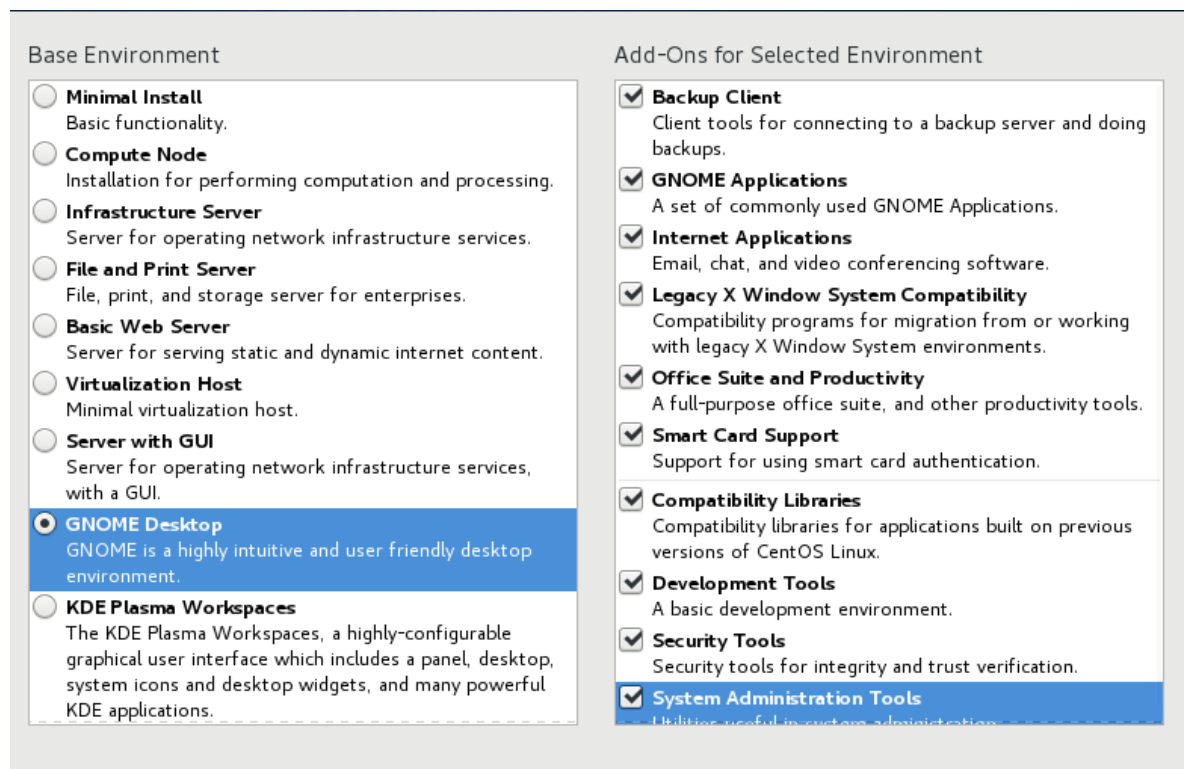 Base Environment
Minimal Install
Basic functionality.
Compute Node
Installation for performing computation and processing.
Infrastructure Server
Server for operating network infrastructure services.
File and Print Server
File, print, and storage server for enterprises.
Basic Web Server
Server for serving static and dynamic internet content.
Virtualization Host
Minimal virtualization host.
Server with GUI
Server for operating network infrastructure services,
with a GUI.
GNOME Desktop
GNOME is a highly intuitive and user friendly desktop
environment.
KDE Plasma Workspaces
The KDE Plasma Workspaces, a highly-configurable
graphical user interface which includes a panel, desktop,
system icons and desktop widgets, and many powerful
KDE applications.
Add-Ons for Selected Environment
Backup Client
Client tools for connecting to a backup server and doing
backups.
GNOME Applications
A set of commonly used GNOME Applications.
Internet Applications
Email, chat, and video conferencing software.
Legacy X Window System Compatibility
Compatibility programs for migration from or working
with legacy X Window System environments.
Office Suite and Productivity
A full-purpose office suite, and other productivity tools.
Smart Card Support
Support for using smart card authentication.
Compatibility Libraries
Compatibility libraries for applications built on previous
versions of CentOS Linux.
Development Tools
A basic development environment.
Security Tools
Security tools for integrity and trust verification.
System Administration Tools
Utilities useful in system administration